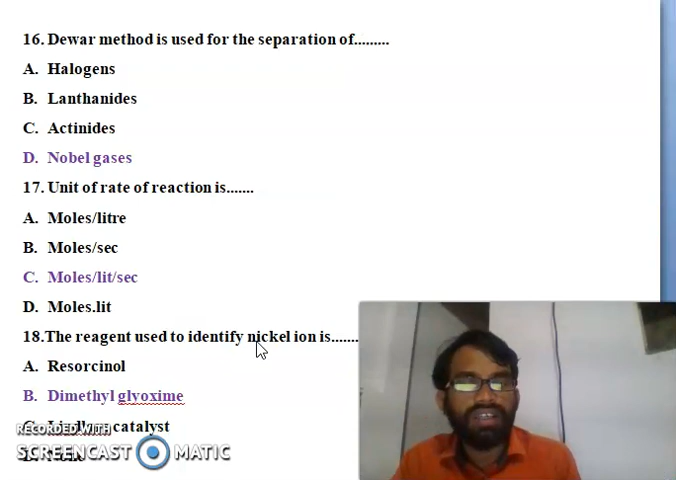 16. Dewar method is used for the separation of.........
A. Halogens
B. Lanthanides
C. Actinides
D. Nobel gases
17. Unit of rate of reaction is.......
A. Moles/litre
B. Moles/sec
C. Moles/lit/sec
D. Moles.lit
18.The reagent used to identify nickel ion is.......
A. Resorcinol
B. Dimethyl glyoxime
catalyst
RECORDED WITH
SCREENCAST MATIC